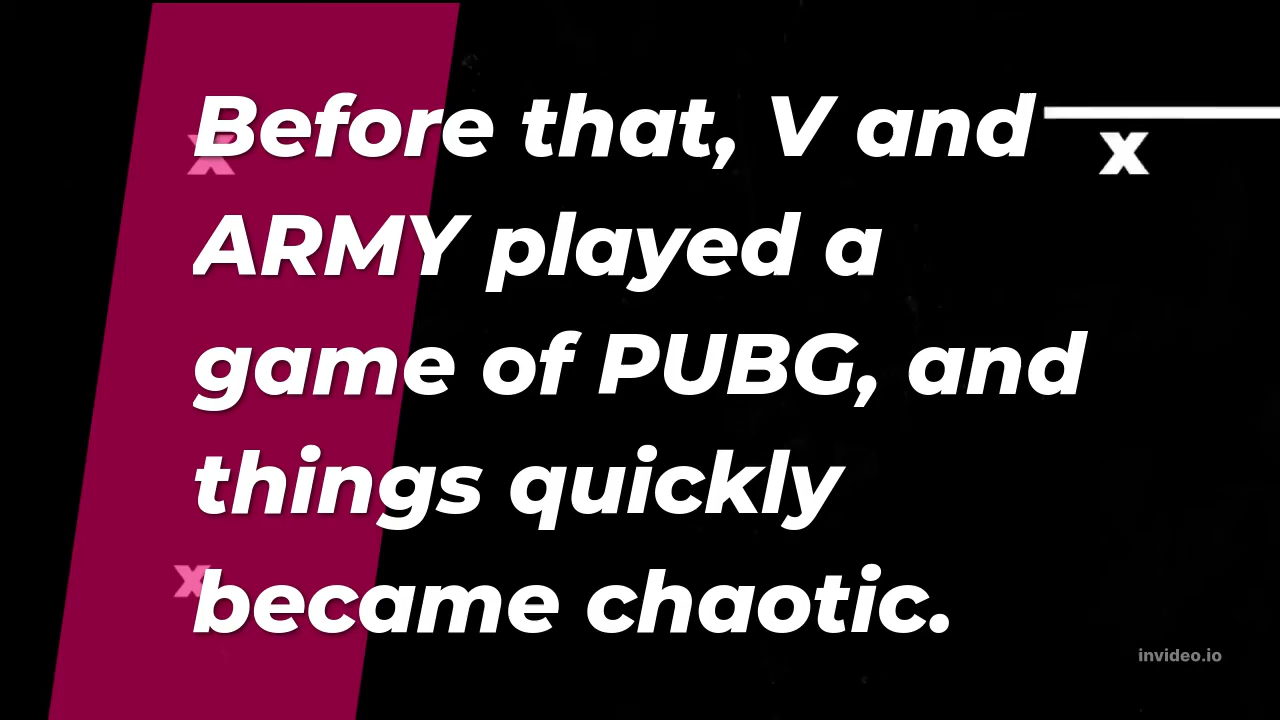 Before that, V and
ARMY played a
game of PUBG, and
things quickly
became chaotic.
invideo.io